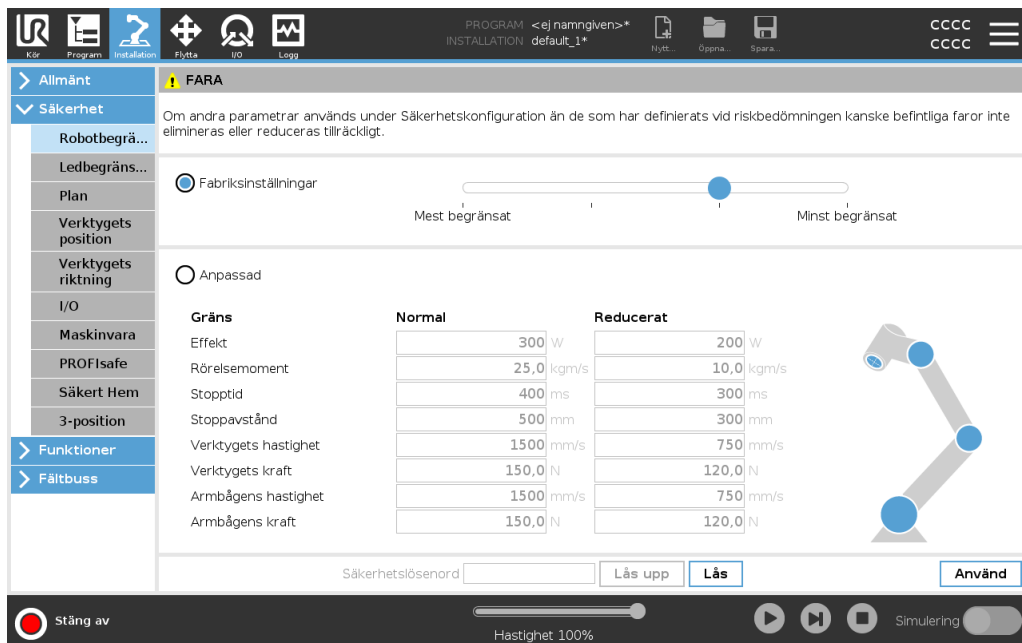 UR
PROGRAM <ej namngiven>*
INSTALLATION default_1*
Kör Program Installation Flytta I/O Logg
Nytt... Öppna... Spara...
CCCC
CCCC
Allmänt
Säkerhet
Robotbegrä...
Ledbegräns...
Plan
Verktygets
position
Verktygets
riktning
I/O
Maskinvara
PROFIsafe
Säkert Hem
3-position
Funktioner
Fältbuss
FARA
Om andra parametrar används under Säkerhetskonfiguration än de som har definierats vid riskbedömningen kanske befintliga faror inte
elimineras eller reduceras tillräckligt.
Fabriksinställningar
Mest begränsat Minst begränsat
Anpassad
Gräns Normal Reducerat
Effekt 300 W 200 W
Rörelsemoment 25,0 kgm/s 10,0 kgm/s
Stopptid 400 ms 300 ms
Stoppavstånd 500 mm 300 mm
Verktygets hastighet 1500 mm/s 750 mm/s
Verktygets kraft 150,0 N 120,0 N
Armbågens hastighet 1500 mm/s 750 mm/s
Armbågens kraft 150,0 N 120,0 N
Säkerhetslösenord Lås upp Lås Använd
Stäng av
Hastighet 100%
Simulering